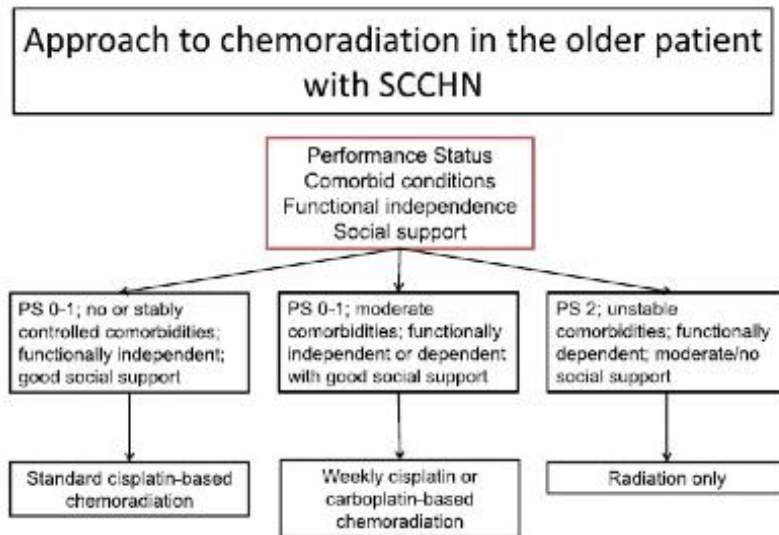 Approach to chemoradiation in the older patient
with SCCHN
Performance Status
Comorbid conditions
Functional independence
Social support
PS 0-1; no or stably
controlled comorbidities;
functionally independent;
good social support
PS 0-1; moderate
comorbidities; functionally
independent or dependent
with good social support
PS 2; unstable
comorbidities; functionally
dependent; moderate/no
social support
Standard cisplatin-based
chemoradiation
Weekly cisplatin or
carboplatin-based
chemoradiation
Radiation only